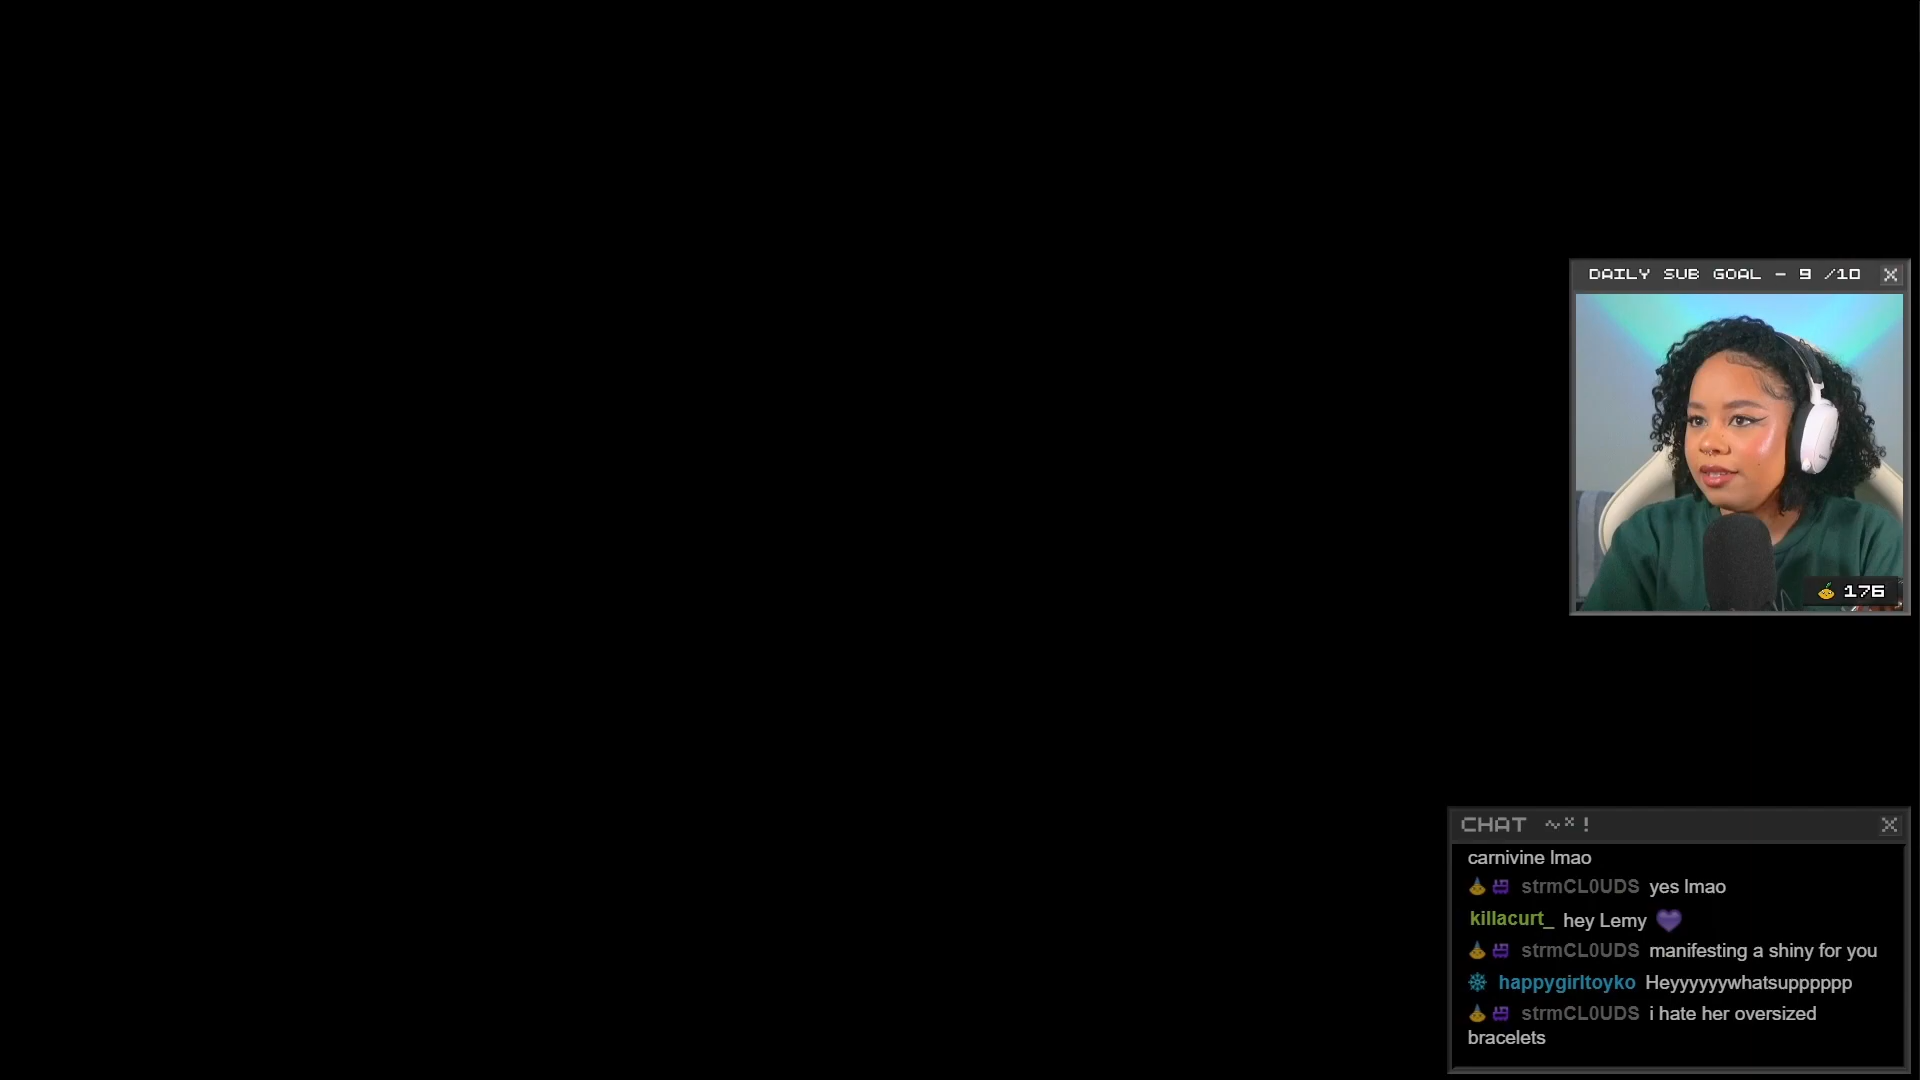 DAILY SUB GOAL - 9 /10
176
CHAT ~*!
carnivine lmao
strmCL0UDS yes lmao
killacurt_ hey Lemy
strmCL0UDS manifesting a shiny for you
happygirltoyko Heyyyyyywhatsupppppp
strmCL0UDS i hate her oversized
bracelets